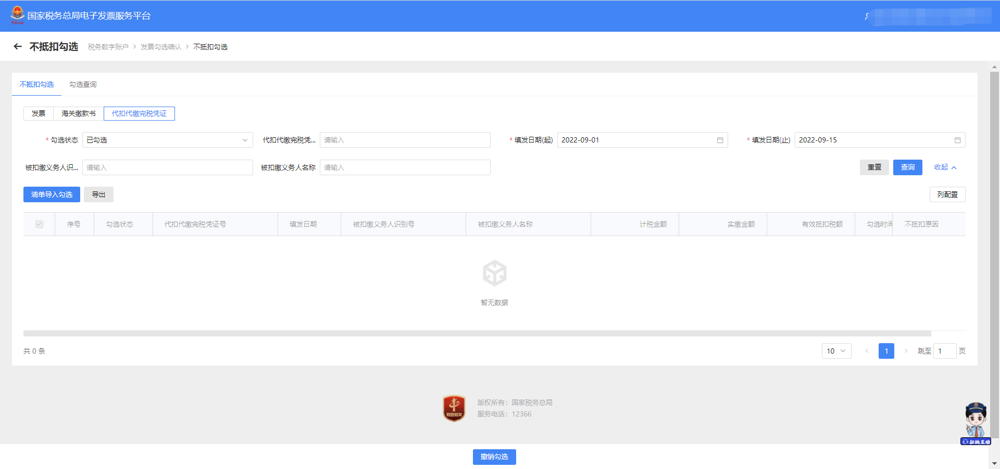 国家税务总局电子发票服务平台
不抵扣勾选 税务数字账户 > 发票勾选确认 > 不抵扣勾选
不抵扣勾选 勾选查询
发票 海关缴款书 代扣代缴完税凭证
* 勾选状态 已勾选 代扣代缴完税凭... 请输入 * 填发日期(起) 2022-09-01 * 填发日期(止) 2022-09-15
被扣缴义务人识... 请输入 被扣缴义务人名称 请输入 重置 查询 收起
清单导入勾选 导出 列配置
序号 勾选状态 代扣代缴完税凭证号 填发日期 被扣缴义务人识别号 被扣缴义务人名称 计税金额 实缴金额 有效抵扣税额 勾选时间 不抵扣原因
暂无数据
共 0 条 10 < 1 > 跳至 1 页
党政机关
版权所有：国家税务总局
服务电话：12366
征纳互动
撤销勾选